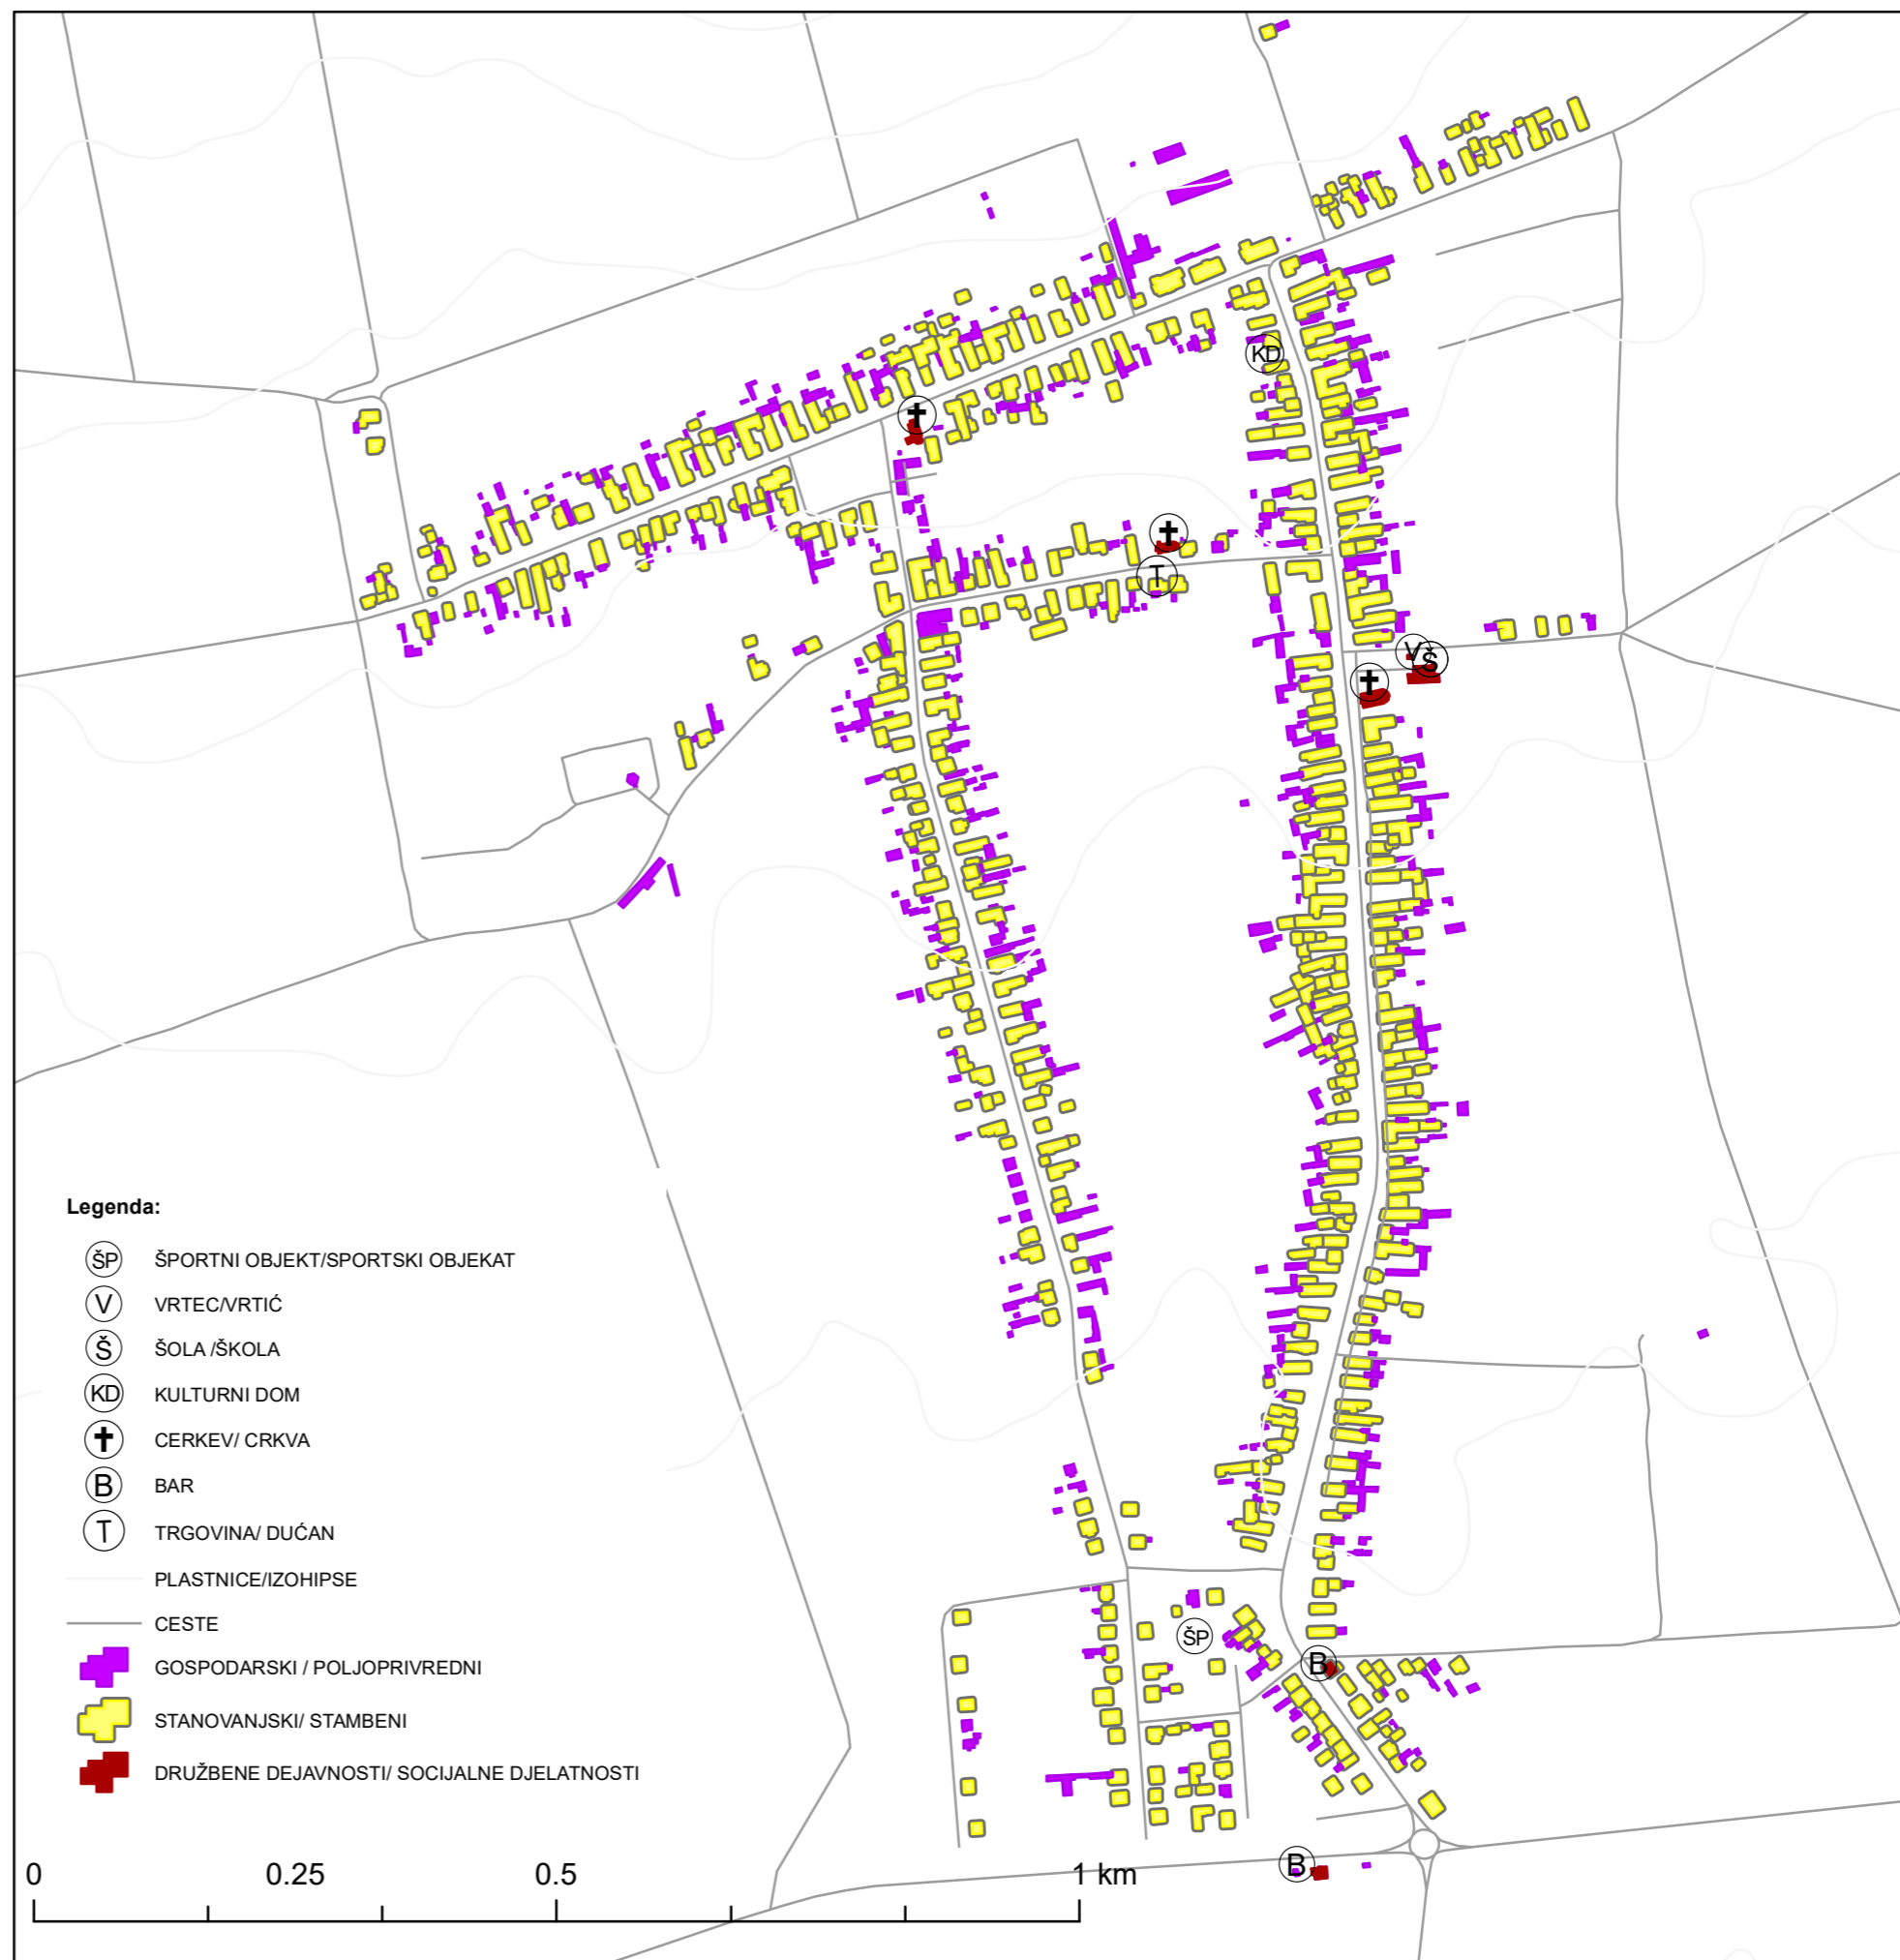 KD
T
V
Š
Legenda:
ŠP ŠPORTNI OBJEKT/SPORTSKI OBJEKAT
V VRTEC/VRTIĆ
Š ŠOLA /ŠKOLA
KD KULTURNI DOM
CERKEV/ CRKVA
B BAR
T TRGOVINA/ DUĆAN
PLASTNICE/IZOHIPSE
CESTE
GOSPODARSKI / POLJOPRIVREDNI
STANOVANJSKI/ STAMBENI
DRUŽBENE DEJAVNOSTI/ SOCIJALNE DJELATNOSTI
ŠP
B
B
0 0.25 0.5 1 km